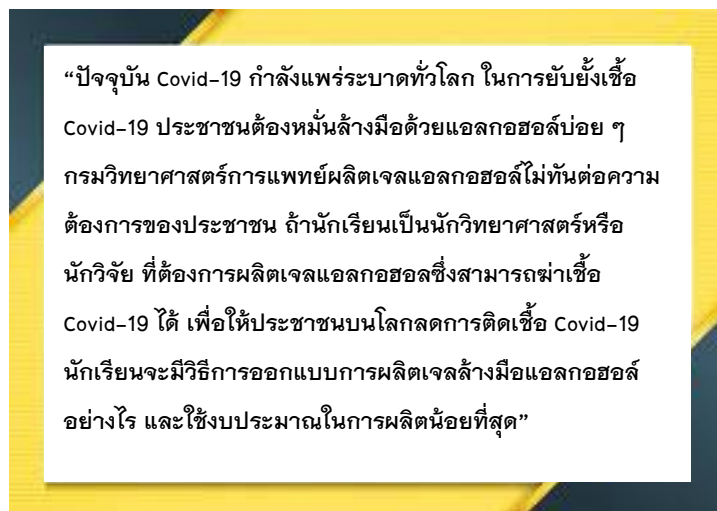 “ปัจจุบัน Covid-19 กำลังแพร่ระบาดทั่วโลก ในการยับยั้งเชื้อ
Covid-19 ประชาชนต้องหมั่นล้างมือด้วยแอลกอฮอล์บ่อย ๆ
กรมวิทยาศาสตร์การแพทย์ผลิตเจลแอลกอฮอล์ไม่ทันต่อความ
ต้องการของประชาชน ถ้านักเรียนเป็นนักวิทยาศาสตร์หรือ
นักวิจัย ที่ต้องการผลิตเจลแอลกอฮอลซึ่งสามารถฆ่าเชื้อ
Covid-19 ได้ เพื่อให้ประชาชนบนโลกลดการติดเชื้อ Covid-19
นักเรียนจะมีวิธีการออกแบบการผลิตเจลล้างมือแอลกอฮอล์
อย่างไร และใช้งบประมาณในการผลิตน้อยที่สุด”